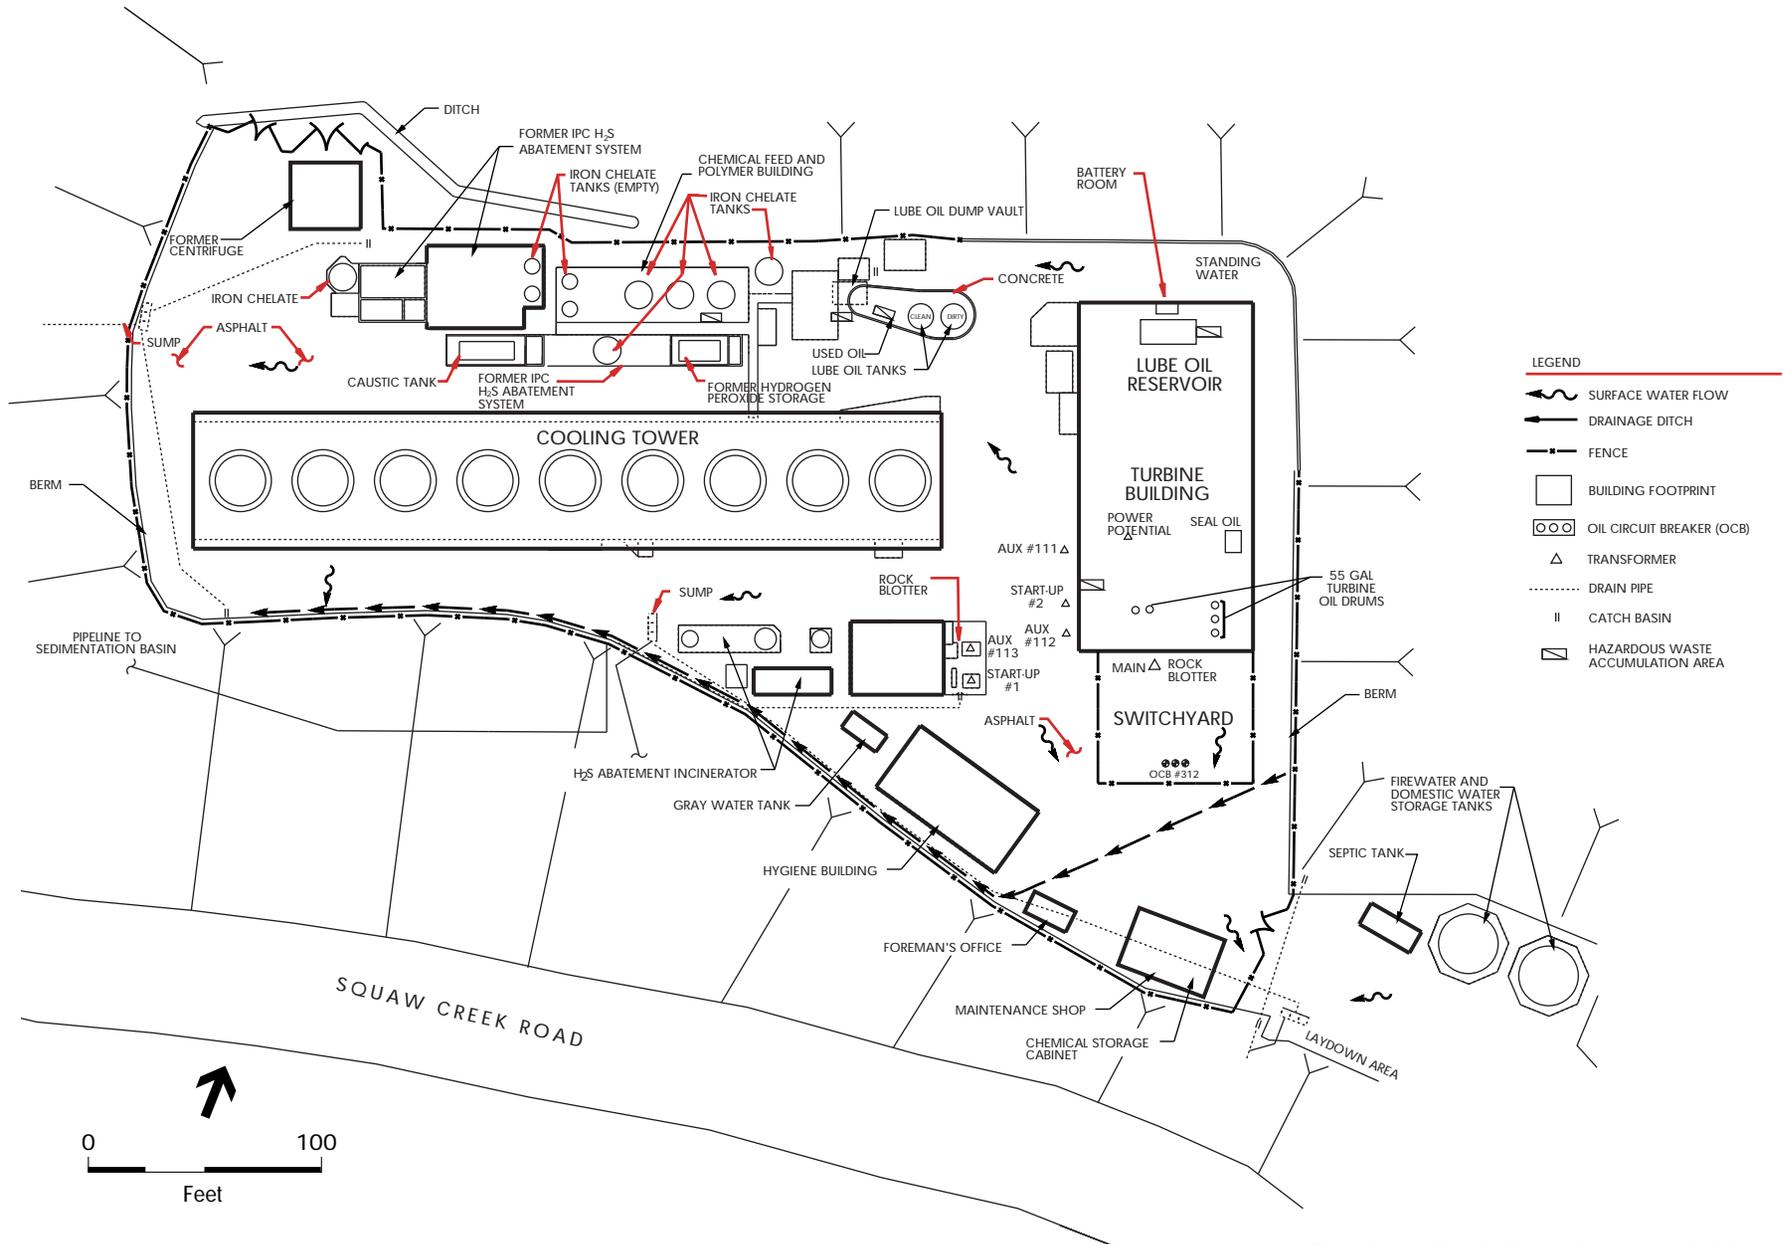 DITCH
FORMER IPC H2S
ABATEMENT SYSTEM
CHEMICAL FEED AND
POLYMER BUILDING
IRON CHELATE
TANKS (EMPTY)
IRON CHELATE
TANKS
BATTERY
ROOM
LUBE OIL DUMP VAULT
FORMER
CENTRIFUGE
STANDING
WATER
CONCRETE
IRON CHELATE
ASPHALT
SUMP
CLEAN
DIRTY
USED OIL
LUBE OIL TANKS
CAUSTIC TANK
FORMER IPC
H2S ABATEMENT
SYSTEM
FORMER HYDROGEN
PEROXIDE STORAGE
LUBE OIL
RESERVOIR
LEGEND
SURFACE WATER FLOW
DRAINAGE DITCH
FENCE
BUILDING FOOTPRINT
OIL CIRCUIT BREAKER (OCB)
TRANSFORMER
DRAIN PIPE
CATCH BASIN
HAZARDOUS WASTE
ACCUMULATION AREA
COOLING TOWER
BERM
TURBINE
BUILDING
POWER
POTENTIAL
SEAL OIL
AUX #111
START-UP
#2
AUX
#112
55 GAL
TURBINE
OIL DRUMS
ROCK
BLOTTER
SUMP
AUX
#113
START-UP
#1
MAIN
ROCK
BLOTTER
PIPELINE TO
SEDIMENTATION BASIN
BERM
ASPHALT
SWITCHYARD
OCB #312
H2S ABATEMENT INCINERATOR
GRAY WATER TANK
FIREWATER AND
DOMESTIC WATER
STORAGE TANKS
HYGIENE BUILDING
SEPTIC TANK
FOREMAN'S OFFICE
MAINTENANCE SHOP
CHEMICAL STORAGE
CABINET
LAYDOWN AREA
SQUAW CREEK ROAD
0 100
Feet